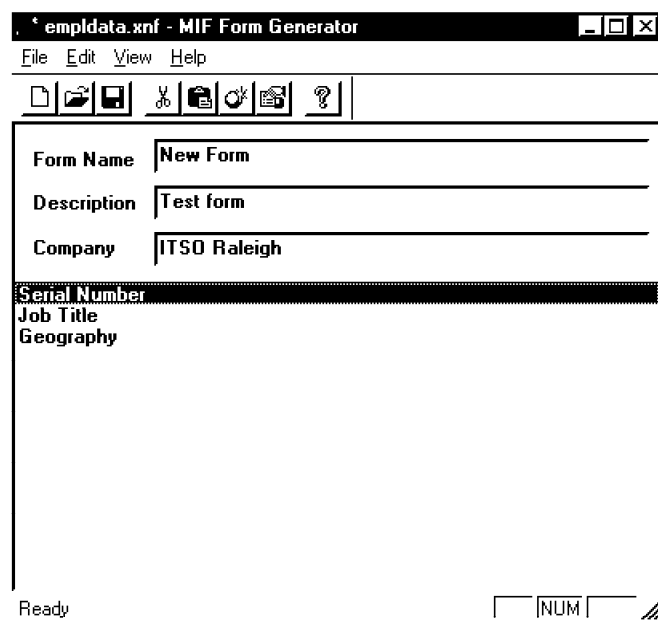 * empldata.xnf - MIF Form Generator
File Edit View Help
Form Name New Form
Description Test form
Company ITSO Raleigh
Serial Number
Job Title
Geography
Ready NUM